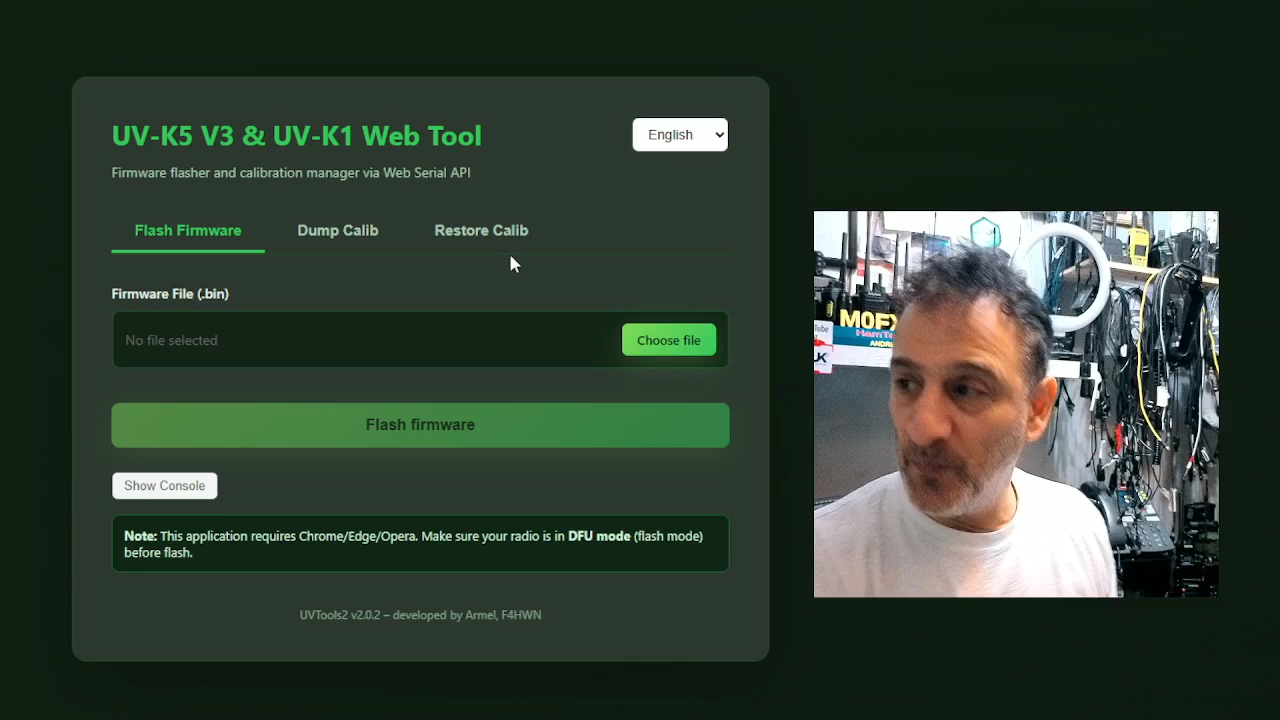 UV-K5 V3 & UV-K1 Web Tool
English
Firmware flasher and calibration manager via Web Serial API
Flash Firmware
Dump Calib
Restore Calib
Firmware File (.bin)
No file selected
Choose file
Flash firmware
Show Console
Note: This application requires Chrome/Edge/Opera. Make sure your radio is in DFU mode (flash mode)
before flash.
UVTools2 v2.0.2 – developed by Armel, F4HWN
M0FX